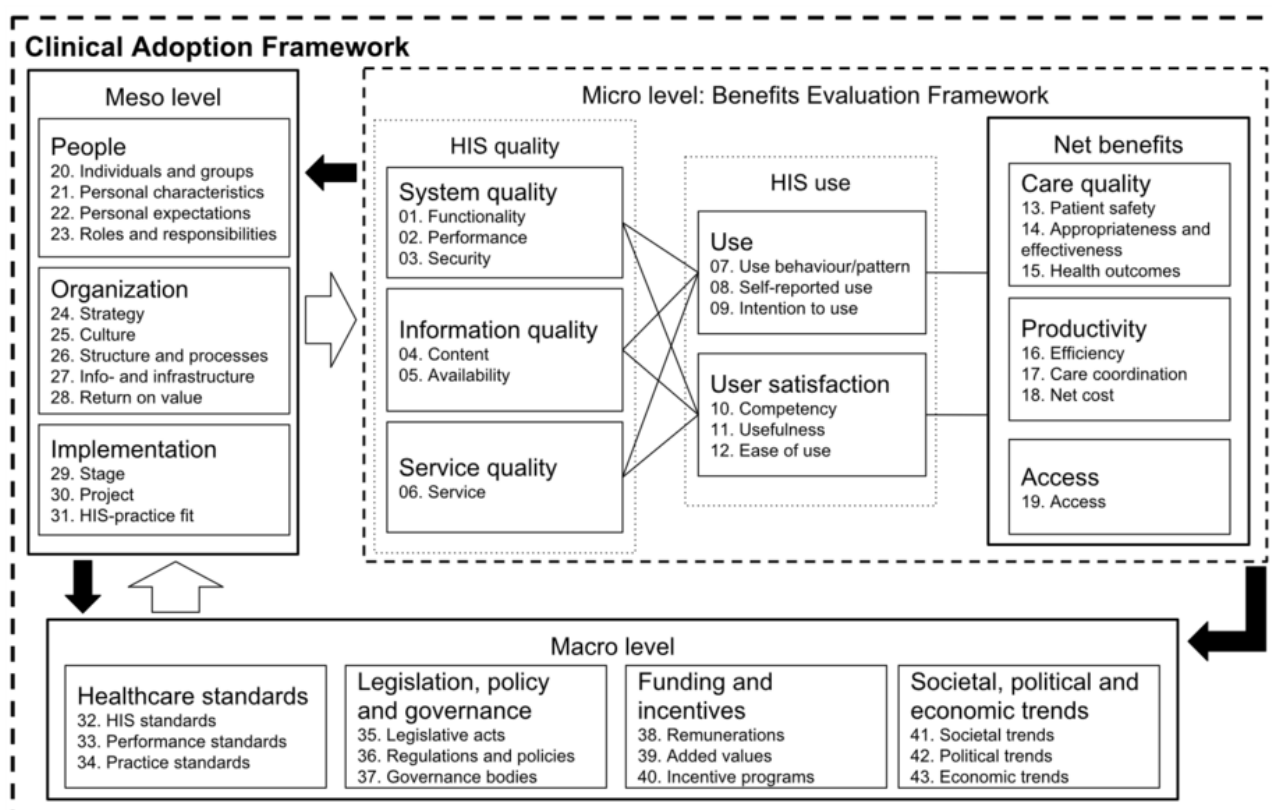 Clinical Adoption Framework
Meso level
People
20. Individuals and groups
21. Personal characteristics
22. Personal expectations
23. Roles and responsibilities
Organization
24. Strategy
25. Culture
26. Structure and processes
27. Info- and infrastructure
28. Return on value
Implementation
29. Stage
30. Project
31. HIS-practice fit
Micro level: Benefits Evaluation Framework
HIS quality
System quality
01. Functionality
02. Performance
03. Security
Information quality
04. Content
05. Availability
Service quality
06. Service
HIS use
Use
07. Use behaviour/pattern
08. Self-reported use
09. Intention to use
User satisfaction
10. Competency
11. Usefulness
12. Ease of use
Net benefits
Care quality
13. Patient safety
14. Appropriateness and
effectiveness
15. Health outcomes
Productivity
16. Efficiency
17. Care coordination
18. Net cost
Access
19. Access
Macro level
Healthcare standards
32. HIS standards
33. Performance standards
34. Practice standards
Legislation, policy
and governance
35. Legislative acts
36. Regulations and policies
37. Governance bodies
Funding and
incentives
38. Remunerations
39. Added values
40. Incentive programs
Societal, political and
economic trends
41. Societal trends
42. Political trends
43. Economic trends